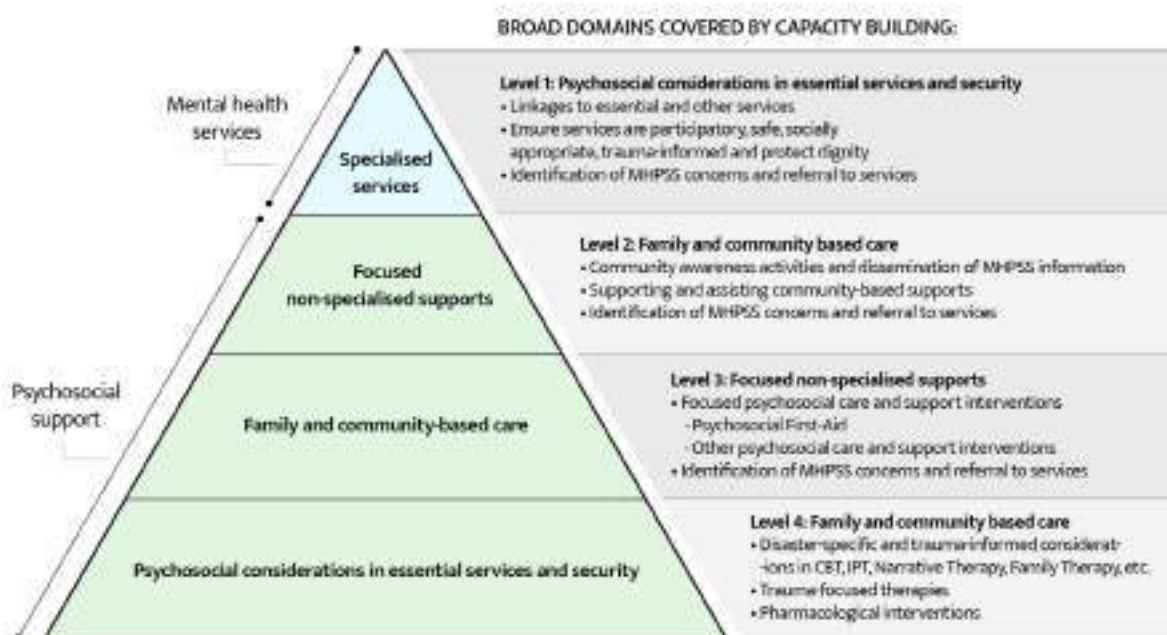 BROAD DOMAINS COVERED BY CAPACITY BUILDING:
Mental health
services
Specialised
services
Focused
non-specialised supports
Psychosocial
support
Family and community-based care
Psychosocial considerations in essential services and security
Level 1: Psychosocial considerations in essential services and security
• Linkages to essential and other services
• Ensure services are participatory, safe, socially
appropriate, trauma-informed and protect dignity
• Identification of MHPSS concerns and referral to services
Level 2: Family and community based care
• Community awareness activities and dissemination of MHPSS information
• Supporting and assisting community-based supports
• Identification of MHPSS concerns and referral to services
Level 3: Focused non-specialised supports
• Focused psychosocial care and support interventions
- Psychosocial First-Aid
- Other psychosocial care and support interventions
• Identification of MHPSS concerns and referral to services
Level 4: Family and community based care
• Disaster-specific and trauma-informed considerat-
-ions in CBT, IPT, Narrative Therapy, Family Therapy, etc.
• Trauma focused therapies
• Pharmacological interventions